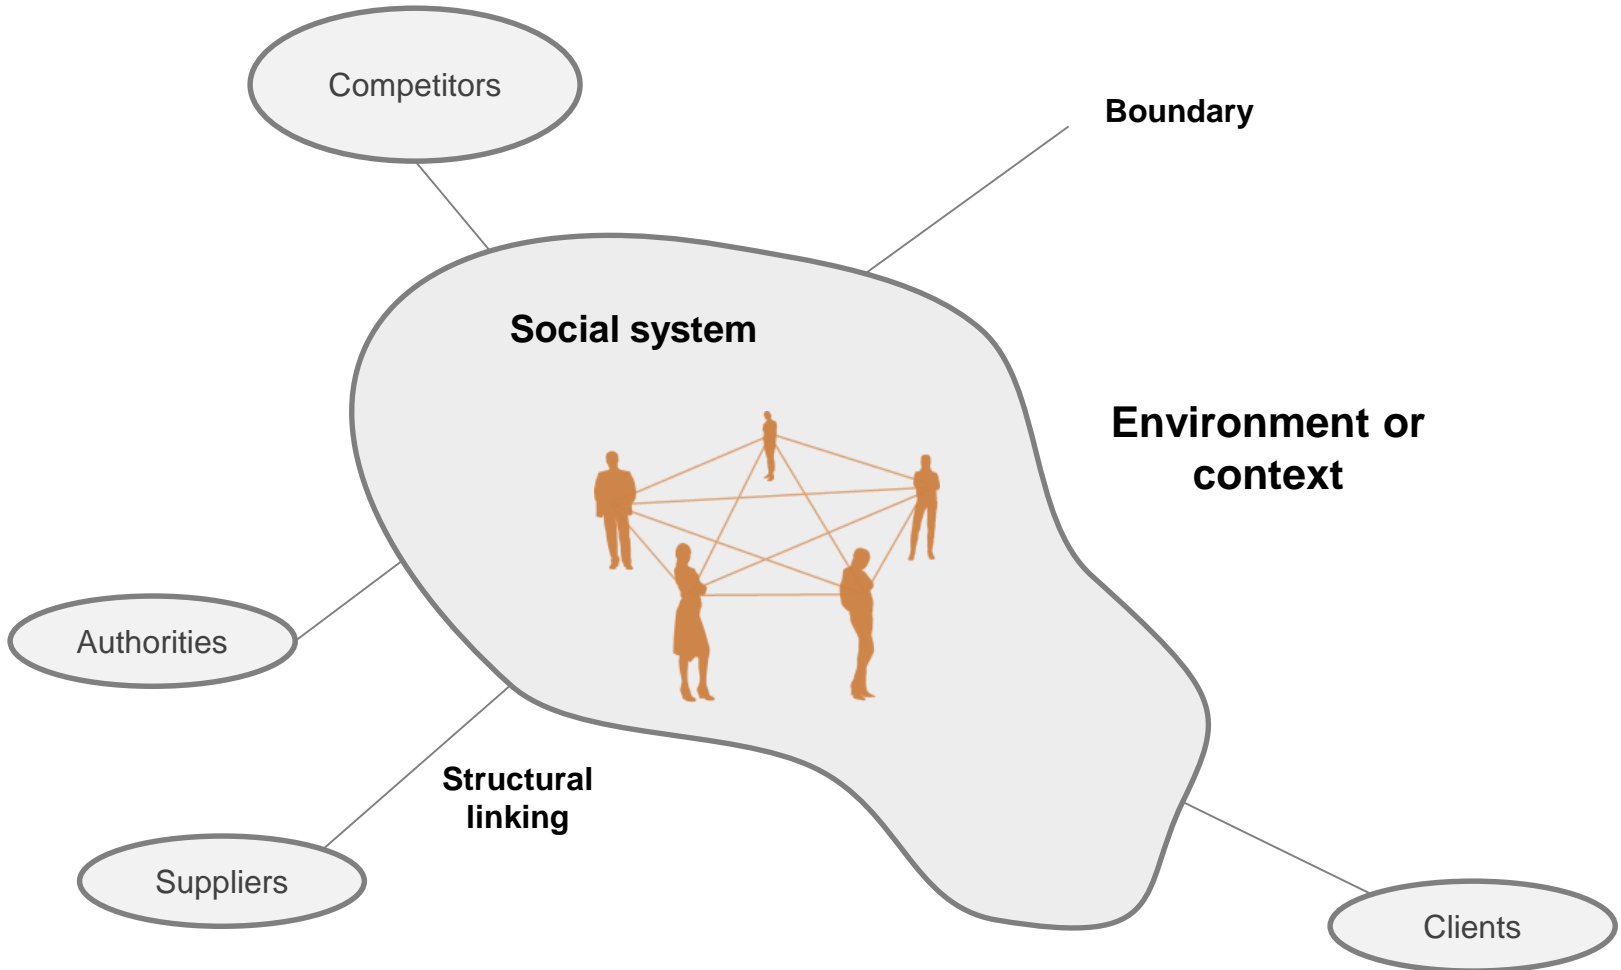 Competitors
Boundary
Social system
Environment or
context
Authorities
Structural
linking
Suppliers
Clients